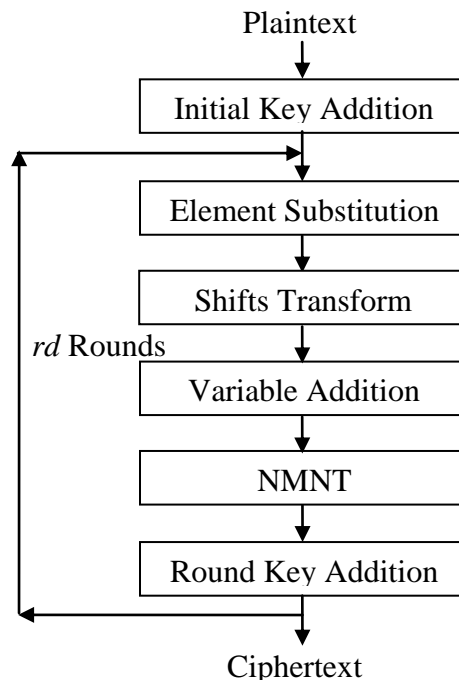 Plaintext
Initial Key Addition
Element Substitution
Shifts Transform
rd Rounds
Variable Addition
NMNT
Round Key Addition
Ciphertext